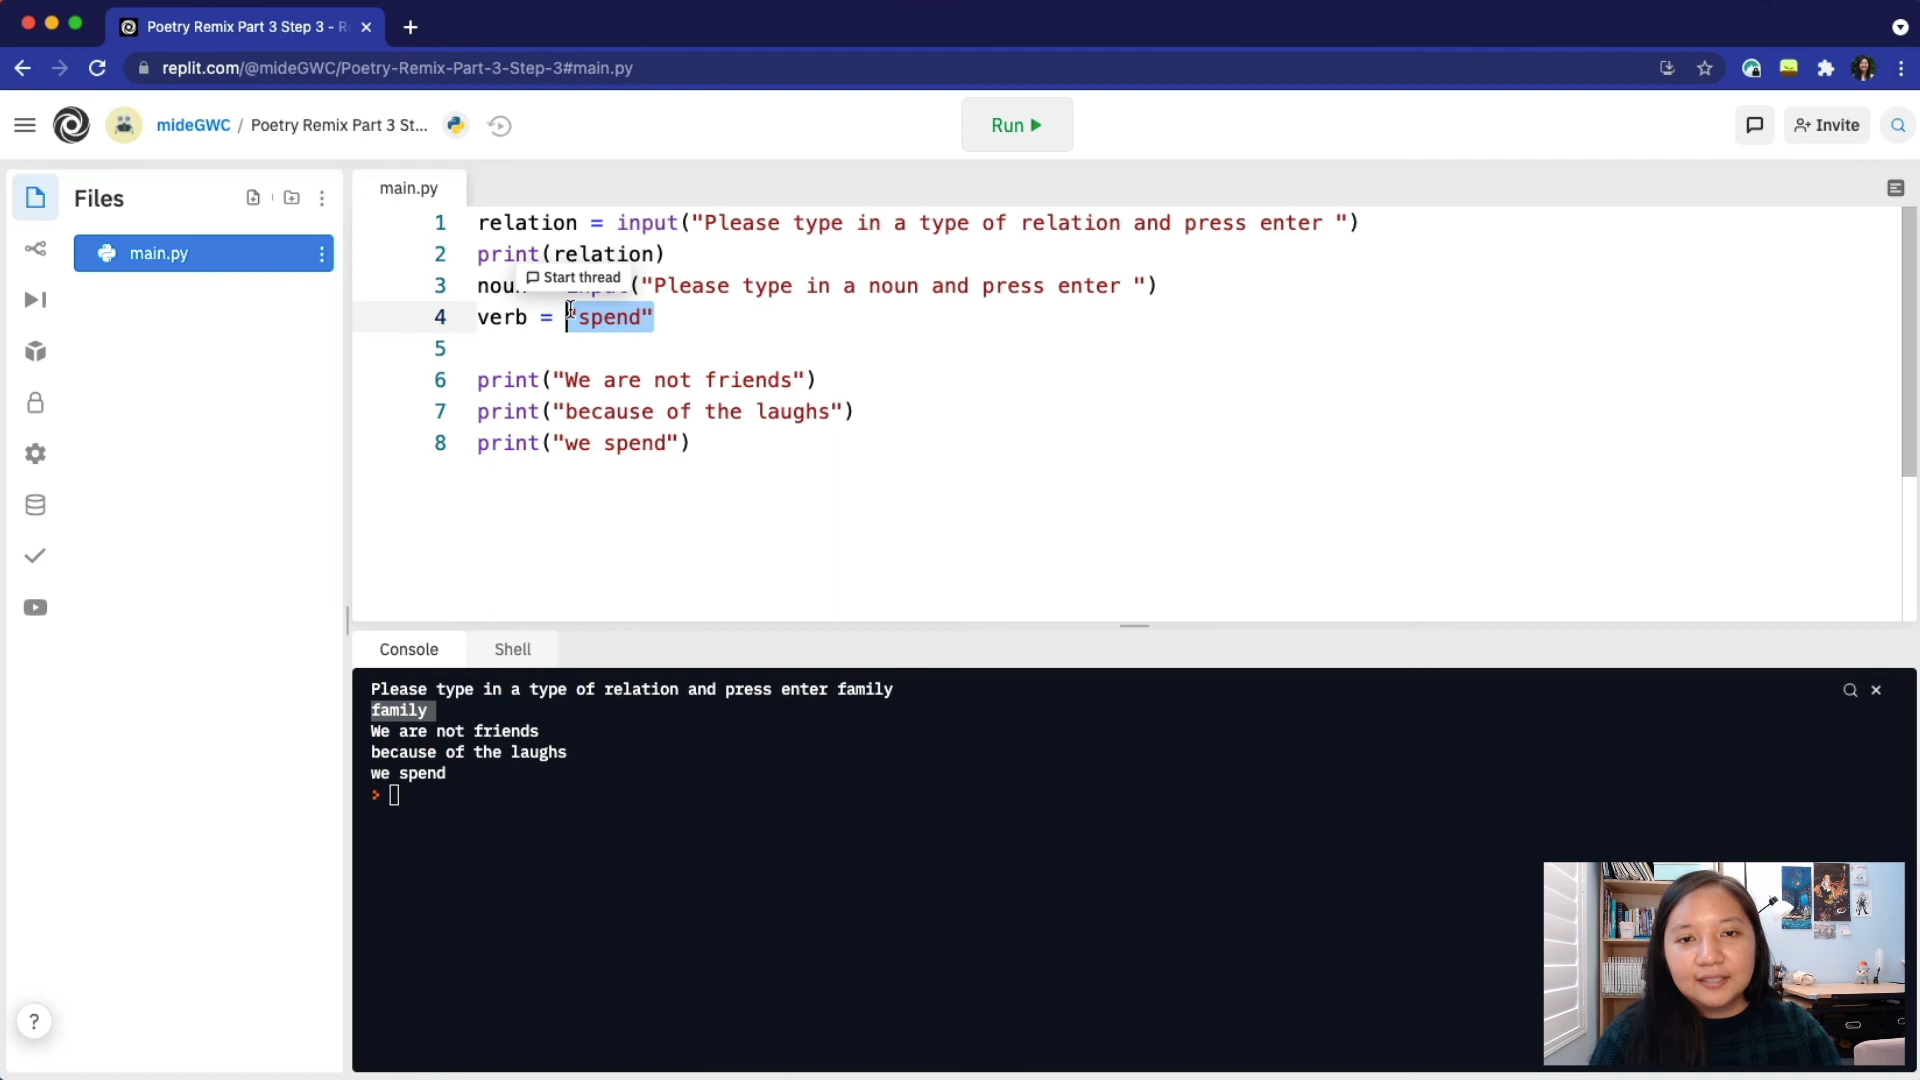 Poetry Remix Part 3 Step 3 - R
replit.com/@mideGWC/Poetry-Remix-Part-3-Step-3#main.py
mideGWC / Poetry Remix Part 3 St...
Run
Invite
Files
main.py
main.py
1 relation = input("Please type in a type of relation and press enter ")
2 print(relation)
Start thread
3 noun = input("Please type in a noun and press enter ")
4 verb = "spend"
5
6 print("We are not friends")
7 print("because of the laughs")
8 print("we spend")
Console Shell
Please type in a type of relation and press enter family
family
We are not friends
because of the laughs
we spend
>
?